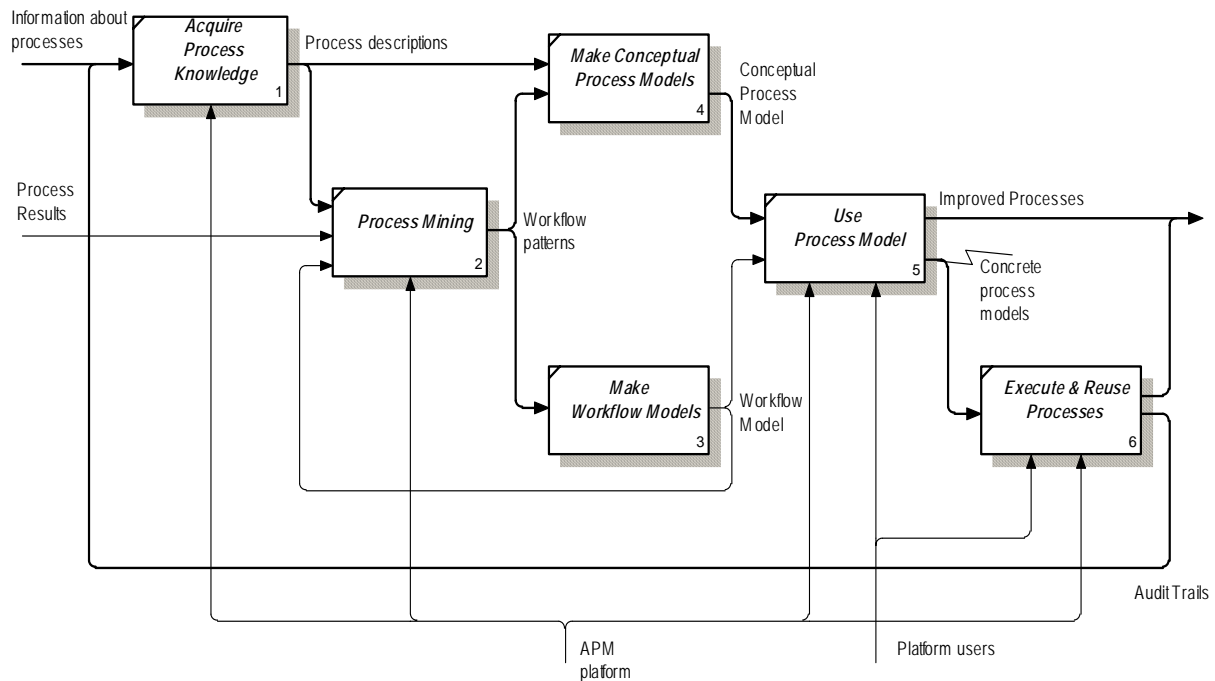 Information about
processes
Acquire
Process
Knowledge
1
Process descriptions
Make Conceptual
Process Models
4
Conceptual
Process
Model
Process
Results
Process Mining
2
Workflow
patterns
Use
Process Model
5
Improved Processes
Concrete
process
models
Make
Workflow Models
3
Workflow
Model
Execute & Reuse
Processes
6
Audit Trails
APM
platform
Platform users